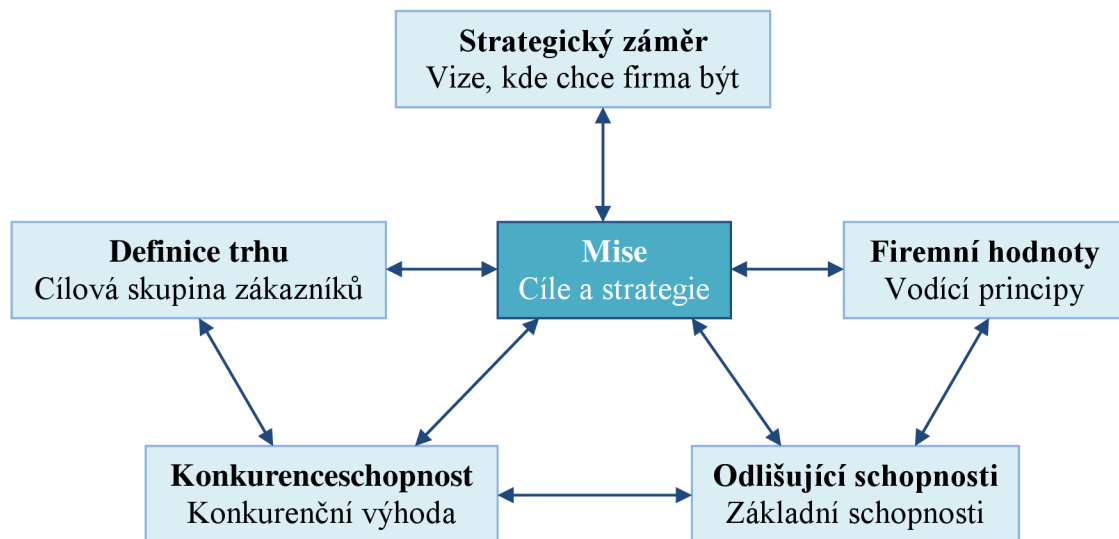 Strategický záměr
Vize, kde chce firma být
Definice trhu
Cílová skupina zákazníků
Mise
Cíle a strategie
Firemní hodnoty
Vodící principy
Konkurenceschopnost
Konkurenční výhoda
Odlišující schopnosti
Základní schopnosti